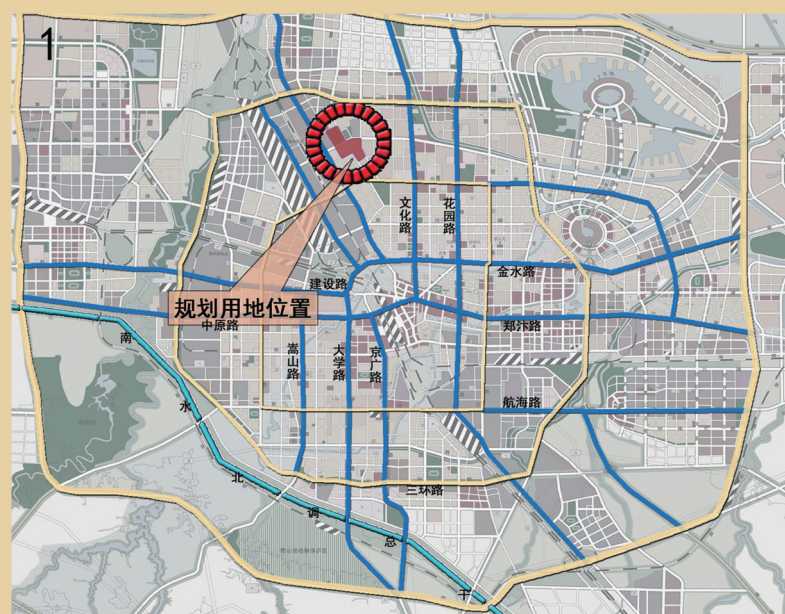 1
文化路
花园路
金水路
建设路
规划用地位置
中原路
郑汴路
南水北调总干
嵩山路
大学路
京广路
航海路
三环路